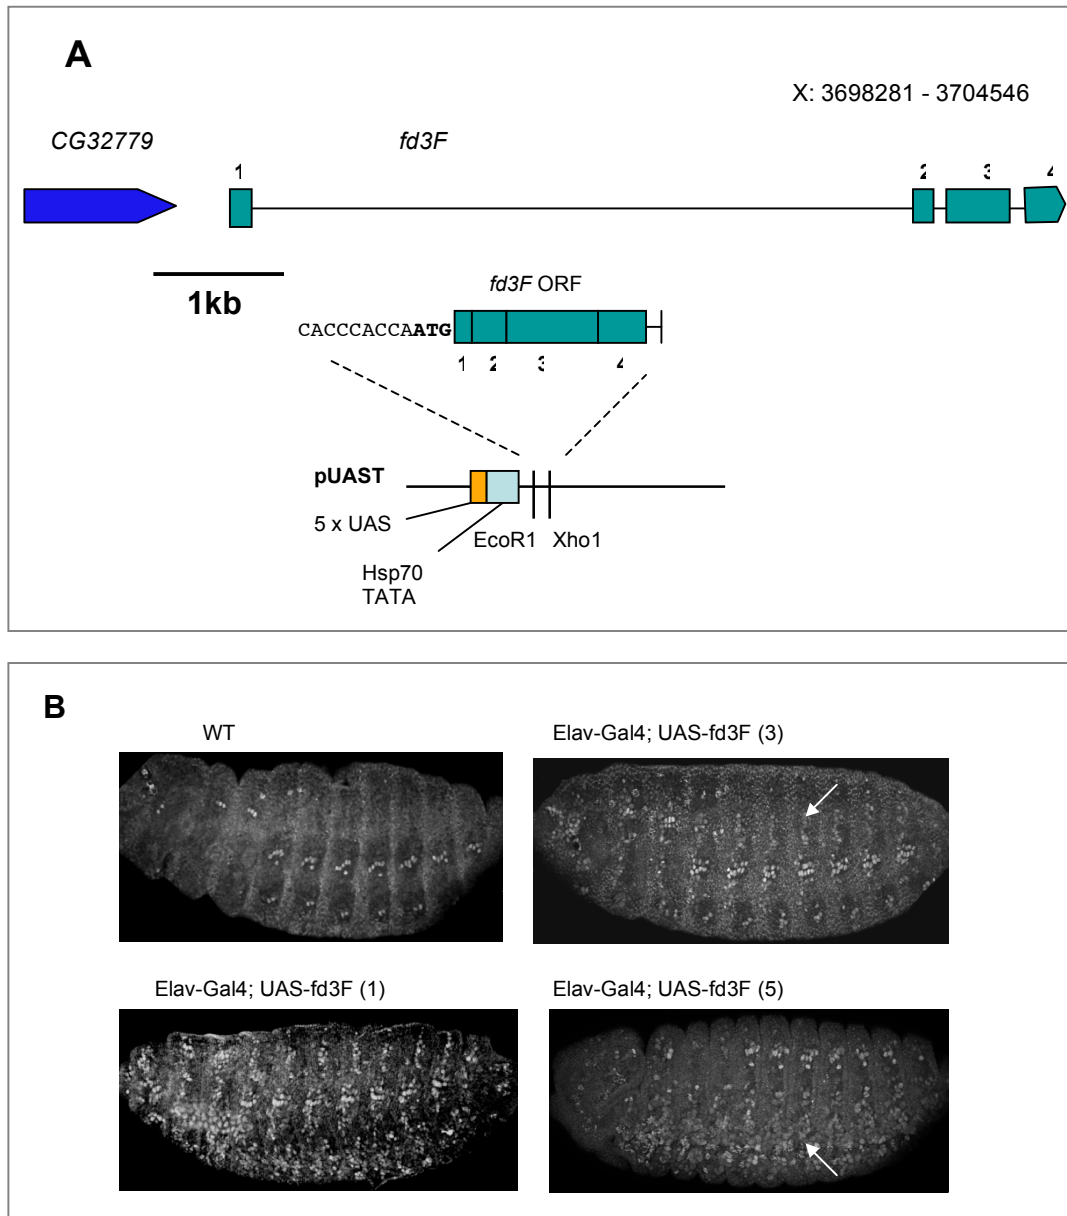 A
X: 3698281 - 3704546
CG32779
fd3F
1
2
3
4
1kb
fd3F ORF
CACCCACCAATG
1
2
3
4
pUAST
5 x UAS
EcoR1
Xho1
Hsp70
TATA
B
WT
Elav-Gal4; UAS-fd3F (3)
Elav-Gal4; UAS-fd3F (1)
Elav-Gal4; UAS-fd3F (5)